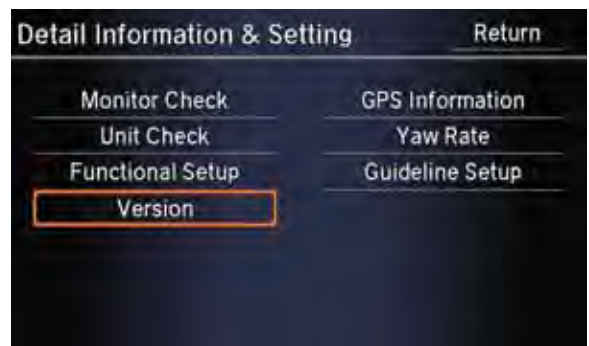 Detail Information & Setting
Return
Monitor Check
GPS Information
Unit Check
Yaw Rate
Functional Setup
Guideline Setup
Version